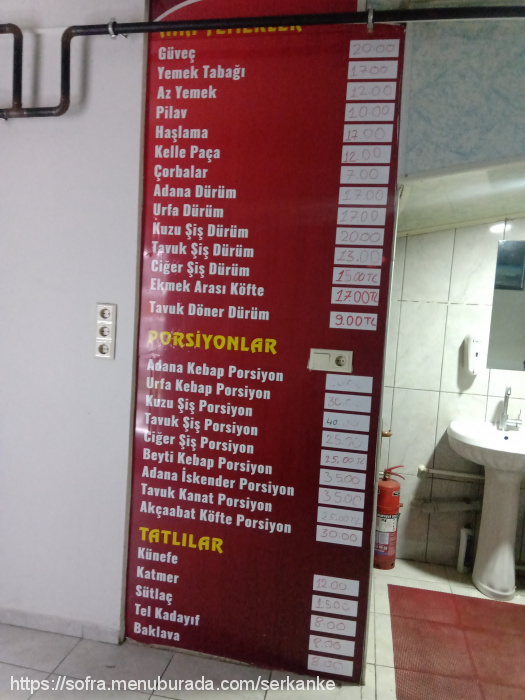 YEMEKLER
Güveç 20.00
Yemek Tabağı 17.00
Az Yemek 12.00
Pilav 10.00
Haşlama 17.00
Kelle Paça 12.00
Çorbalar 7.00
Adana Dürüm 17.00
Urfa Dürüm 17.00
Kuzu Şiş Dürüm 20.00
Tavuk Şiş Dürüm 13.00
Ciğer Şiş Dürüm 15.00 TL
Ekmek Arası Köfte 17.00 TL
Tavuk Döner Dürüm 9.00 TL
PORSİYONLAR
Adana Kebap Porsiyon
Urfa Kebap Porsiyon
Kuzu Şiş Porsiyon 40.00
Tavuk Şiş Porsiyon 25.00
Ciğer Şiş Porsiyon 25.00 TL
Beyti Kebap Porsiyon 35.00
Adana İskender Porsiyon 35.00
Tavuk Kanat Porsiyon
Akçaabat Köfte Porsiyon 30.00
TATLILAR
Künefe 12.00
Katmer 13.00
Sütlaç 8.00
Tel Kadayıf
Baklava 8.00
https://sofra.menuburada.com/serkanke